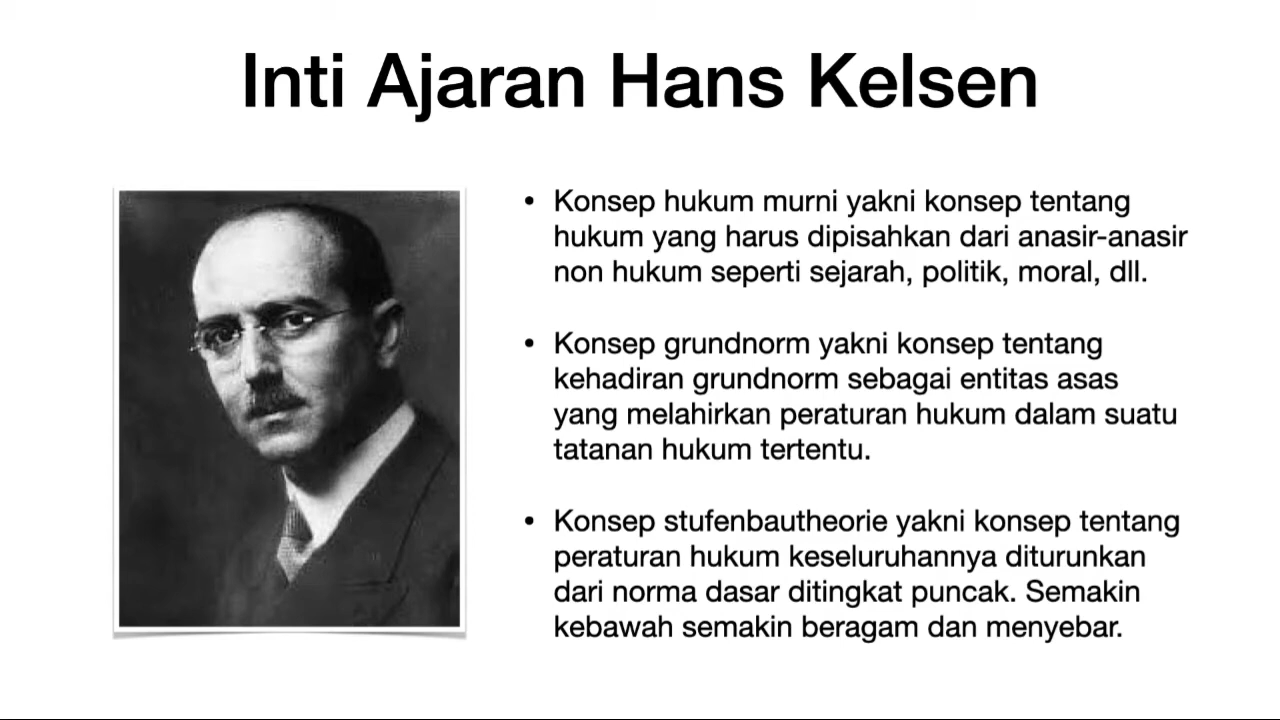 Inti Ajaran Hans Kelsen
• Konsep hukum murni yakni konsep tentang
hukum yang harus dipisahkan dari anasir-anasir
non hukum seperti sejarah, politik, moral, dll.
• Konsep grundnorm yakni konsep tentang
kehadiran grundnorm sebagai entitas asas
yang melahirkan peraturan hukum dalam suatu
tatanan hukum tertentu.
• Konsep stufenbautheorie yakni konsep tentang
peraturan hukum keseluruhannya diturunkan
dari norma dasar ditingkat puncak. Semakin
kebawah semakin beragam dan menyebar.